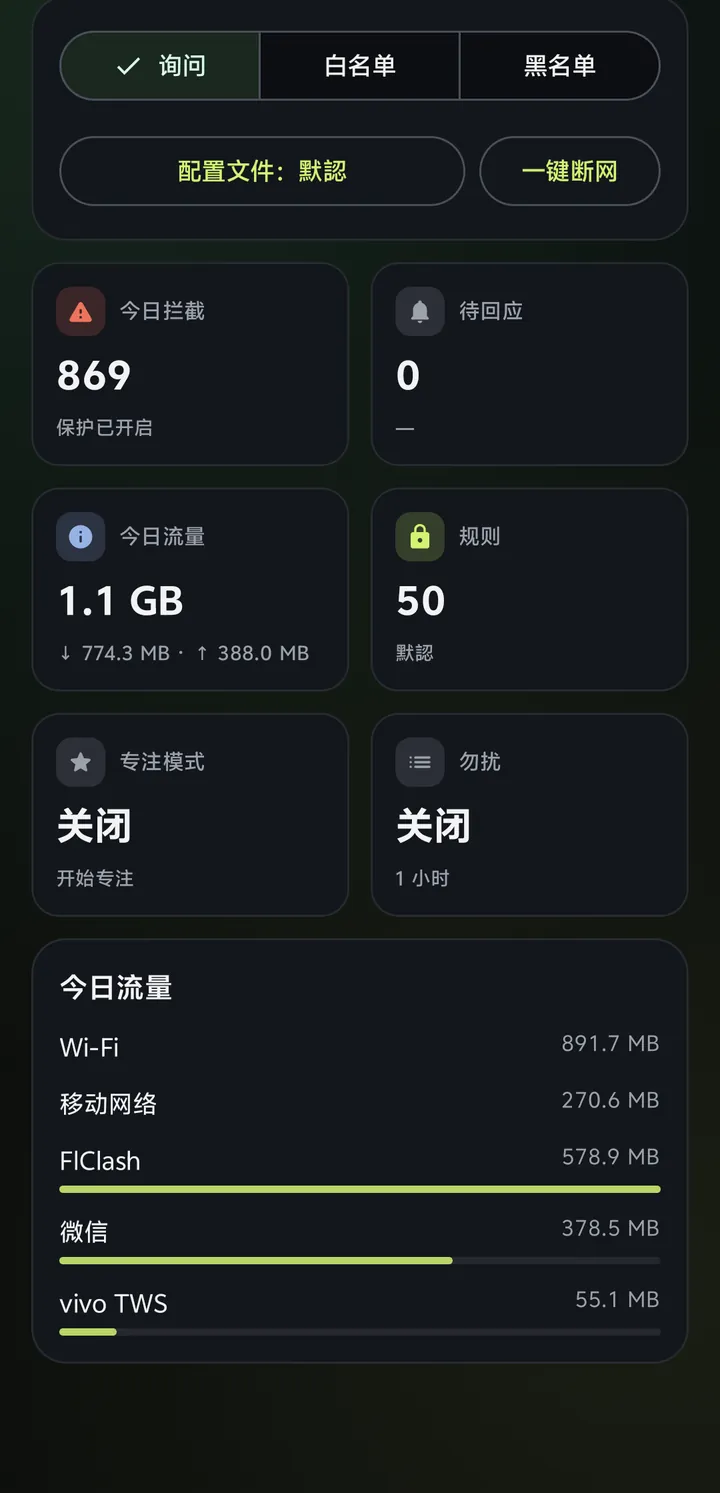 询问 白名单 黑名单
配置文件：默認 一键断网
今日拦截 待回应
869 0
保护已开启 —
今日流量 规则
1.1 GB 50
↓ 774.3 MB · ↑ 388.0 MB 默認
专注模式 勿扰
关闭 关闭
开始专注 1 小时
今日流量
Wi-Fi 891.7 MB
移动网络 270.6 MB
FlClash 578.9 MB
微信 378.5 MB
vivo TWS 55.1 MB